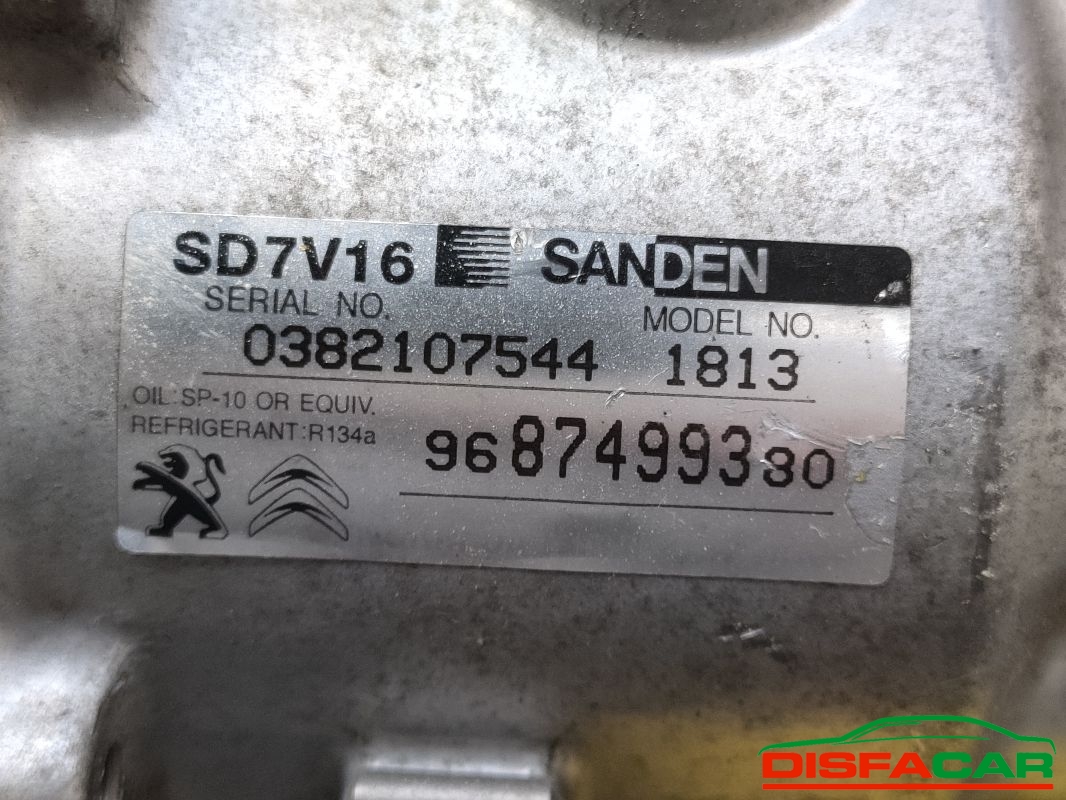 SD7V16 SANDEN
SERIAL NO. MODEL NO.
0382107544 1813
OIL:SP-10 OR EQUIV.
REFRIGERANT:R134a
9687499380
DISFACAR